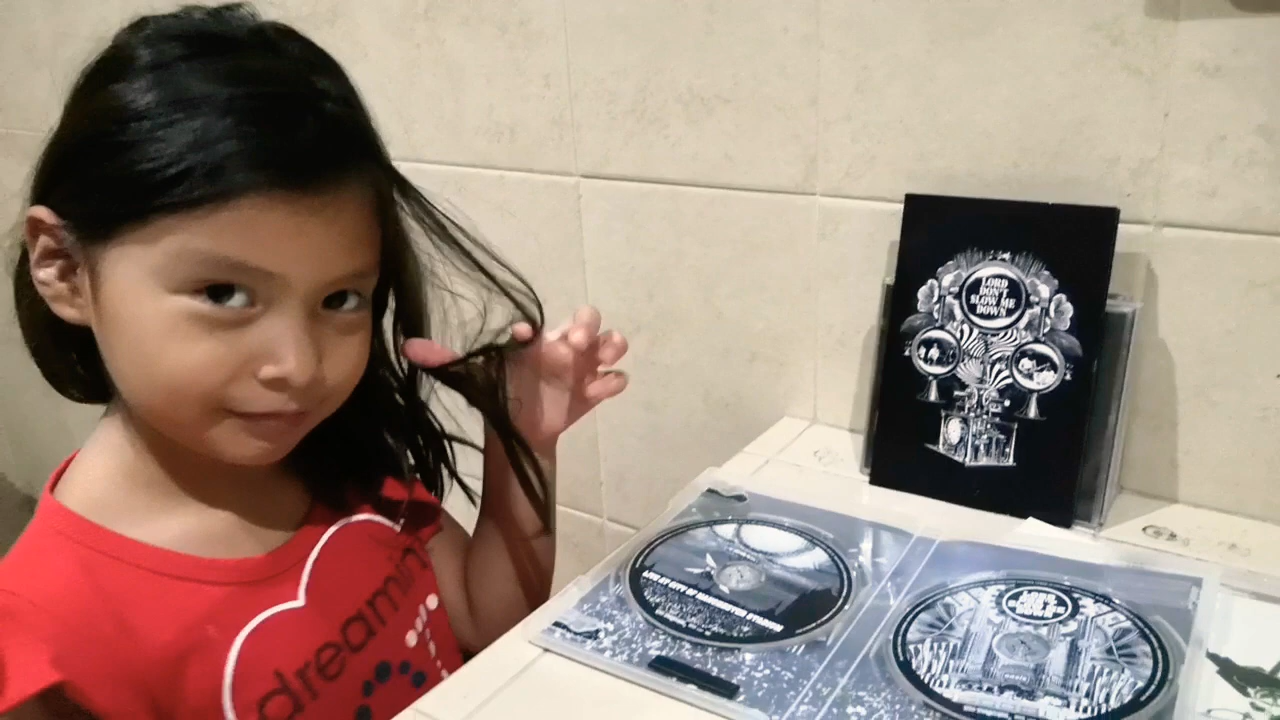 LORD
DON'T
SLOW ME
DOWN
dreamin
LIVE AT CITY OF MANCHESTER STADIUM
LORD
DON'T
SLOW ME
DOWN